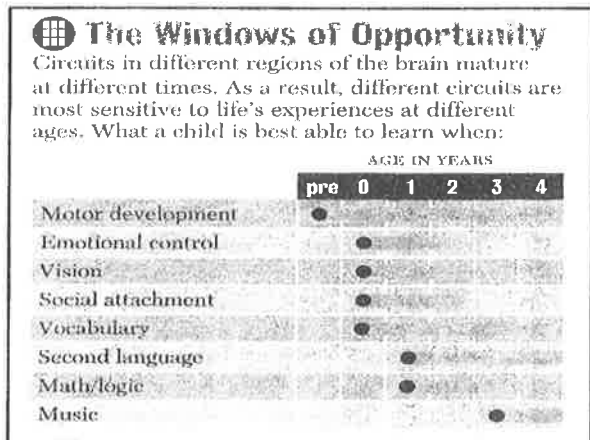 The Windows of Opportunity
Circuits in different regions of the brain mature
at different times. As a result, different circuits are
most sensitive to life's experiences at different
ages. What a child is best able to learn when:
AGE IN YEARS
pre 0 1 2 3 4
Motor development
Emotional control
Vision
Social attachment
Vocabulary
Second language
Math/logic
Music